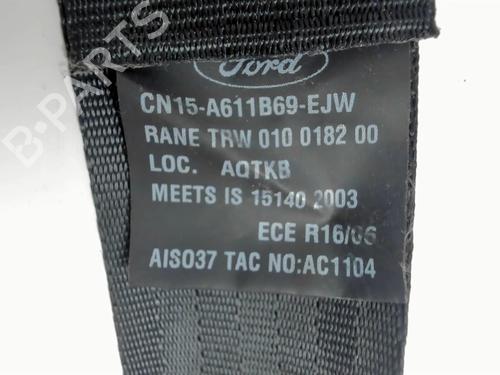 Ford
CN15-A611B69-EJW
RANE TRW 010 0182 00
LOC. AQTKB
MEETS IS 15140 2003
ECE R16/06
AIS037 TAC NO:AC1104
B-PARTS